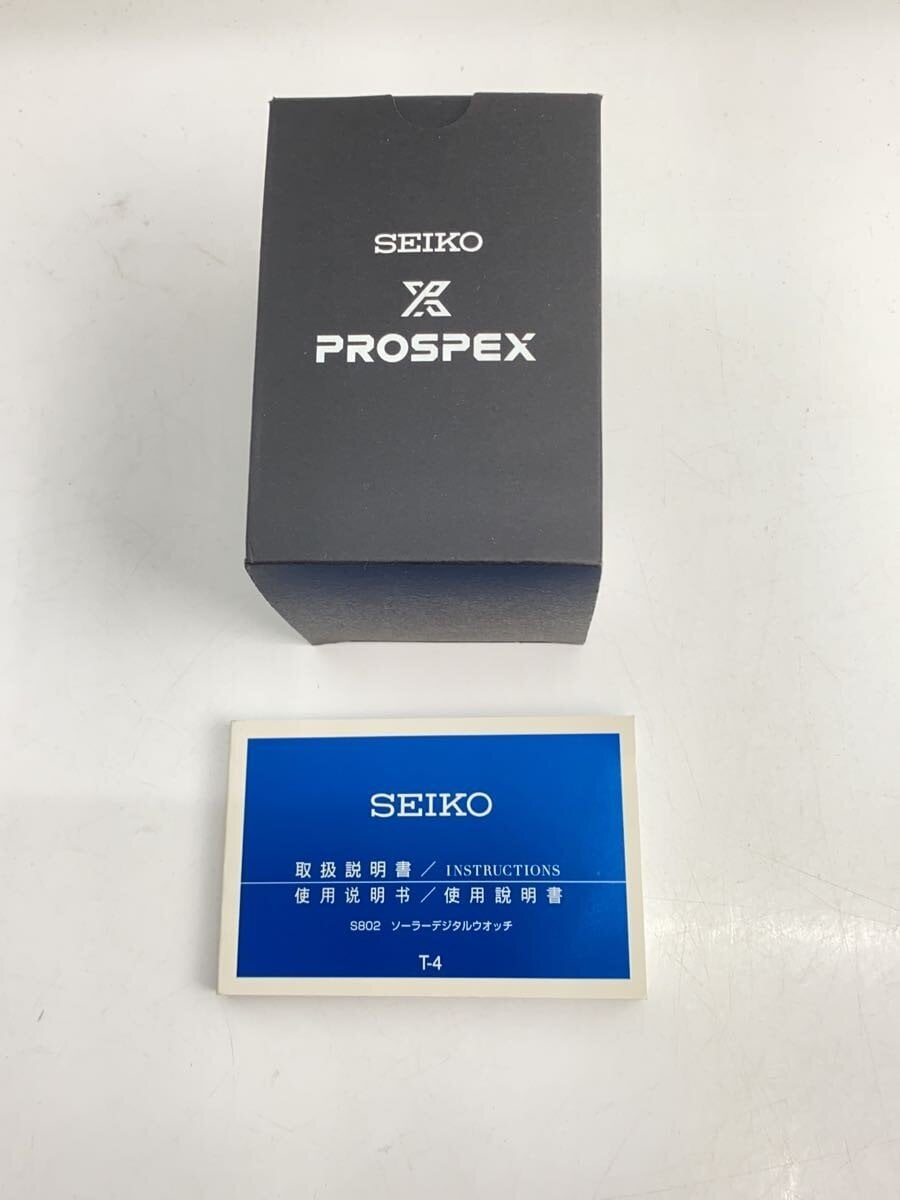 SEIKO
PROSPEX
SEIKO
取扱説明書／INSTRUCTIONS
使用说明书／使用說明書
S802 ソーラーデジタルウオッチ
T-4